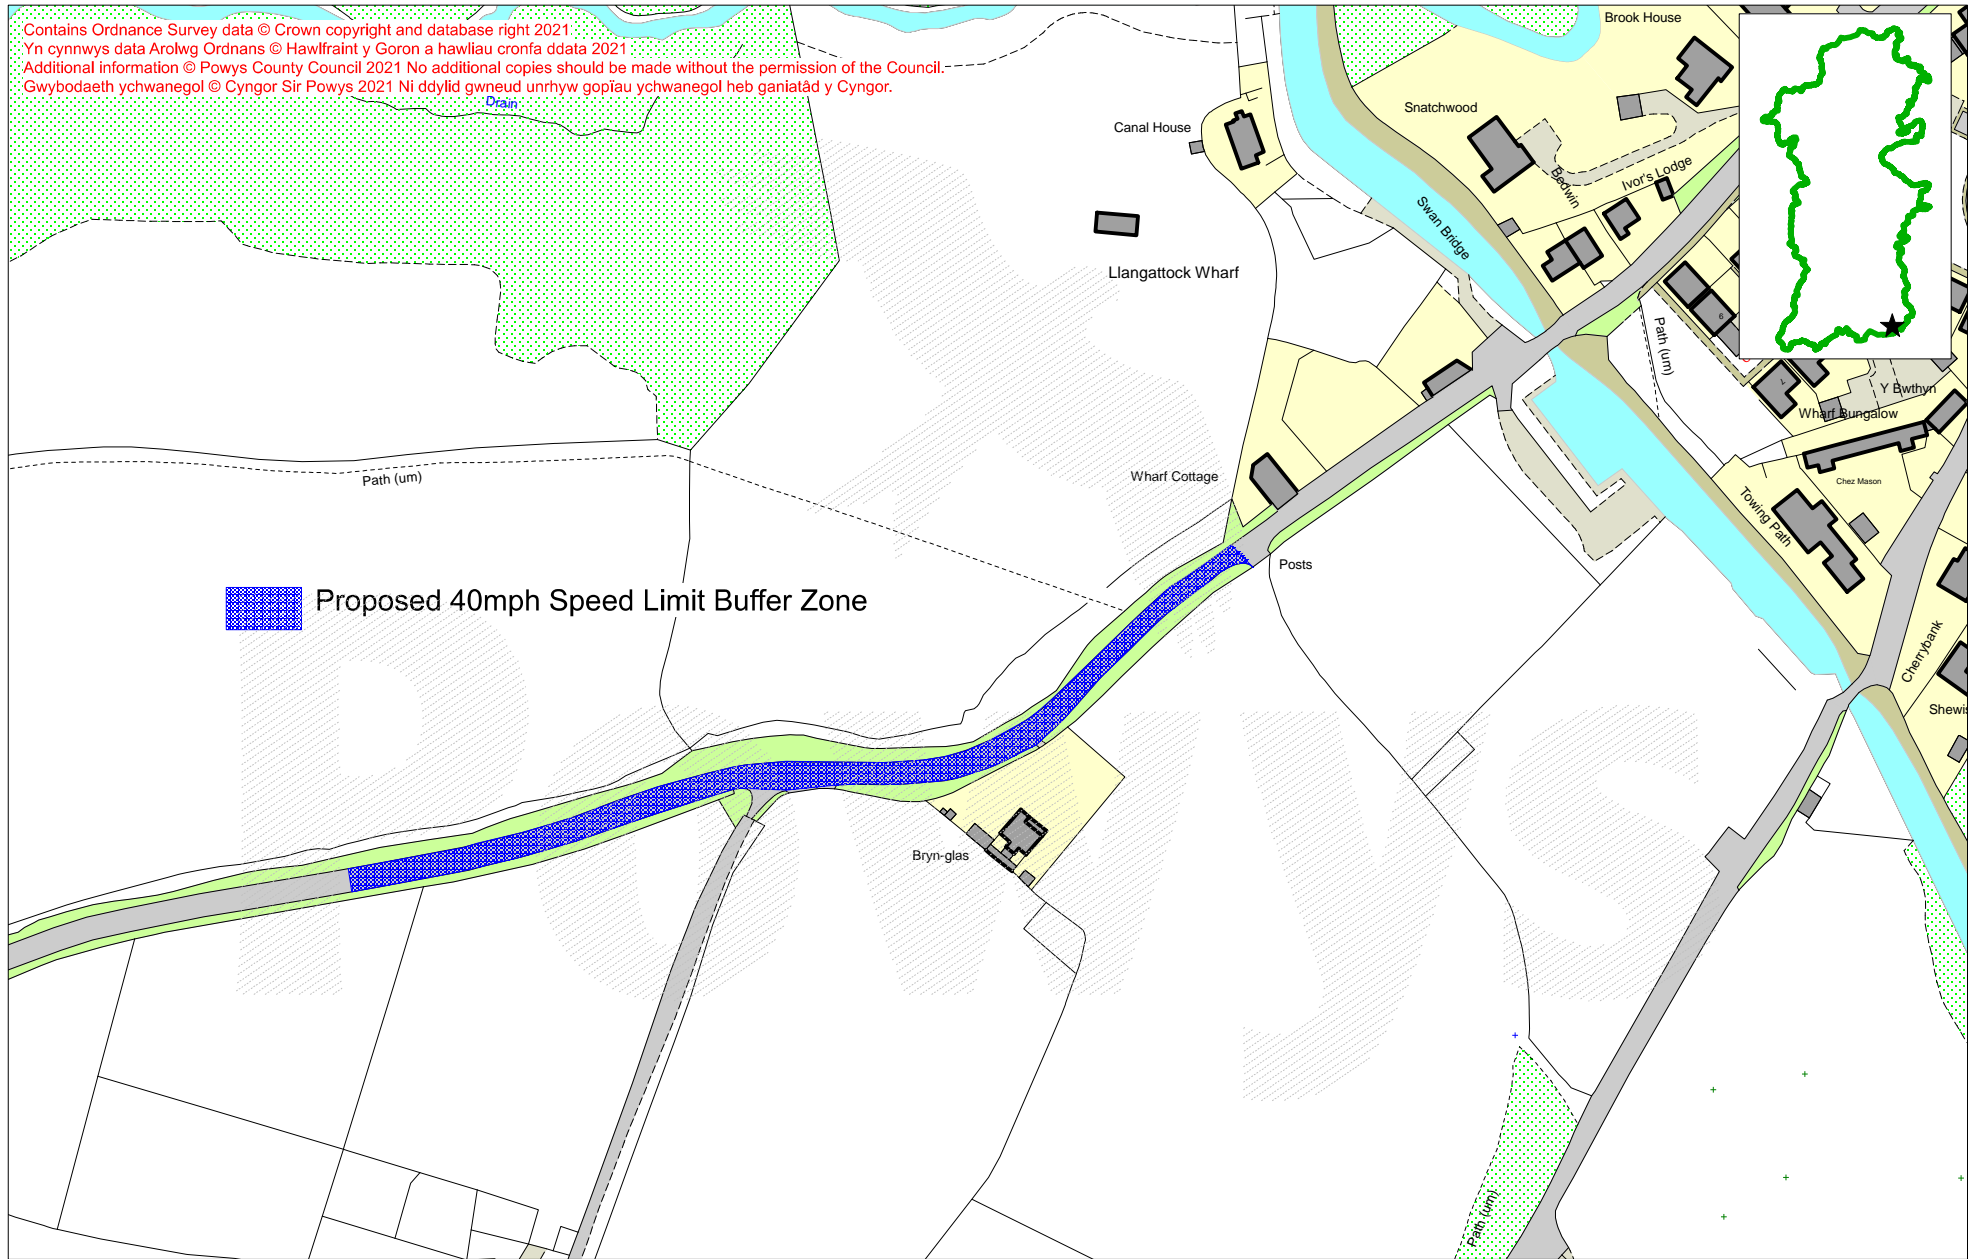 Contains Ordnance Survey data © Crown copyright and database right 2021
Yn cynnwys data Arolwg Ordnans © Hawlfraint y Goron a hawliau cronfa ddata 2021
Additional information © Powys County Council 2021 No additional copies should be made without the permission of the Council.
Gwybodaeth ychwanegol © Cyngor Sir Powys 2021 Ni ddylid gwneud unrhyw gopïau ychwanegol heb ganiatâd y Cyngor.
Drain
Brook House
Snatchwood
Canal House
Bedwin
Ivor's Lodge
Swan Bridge
Llangattock Wharf
Path (um)
6
7
Y Bwthyn
Wharf Bungalow
Wharf Cottage
Path (um)
Chez Mason
Towing Path
Posts
Proposed 40mph Speed Limit Buffer Zone
Cherrybank
Shewis
Bryn-glas
Path (um)
Powys